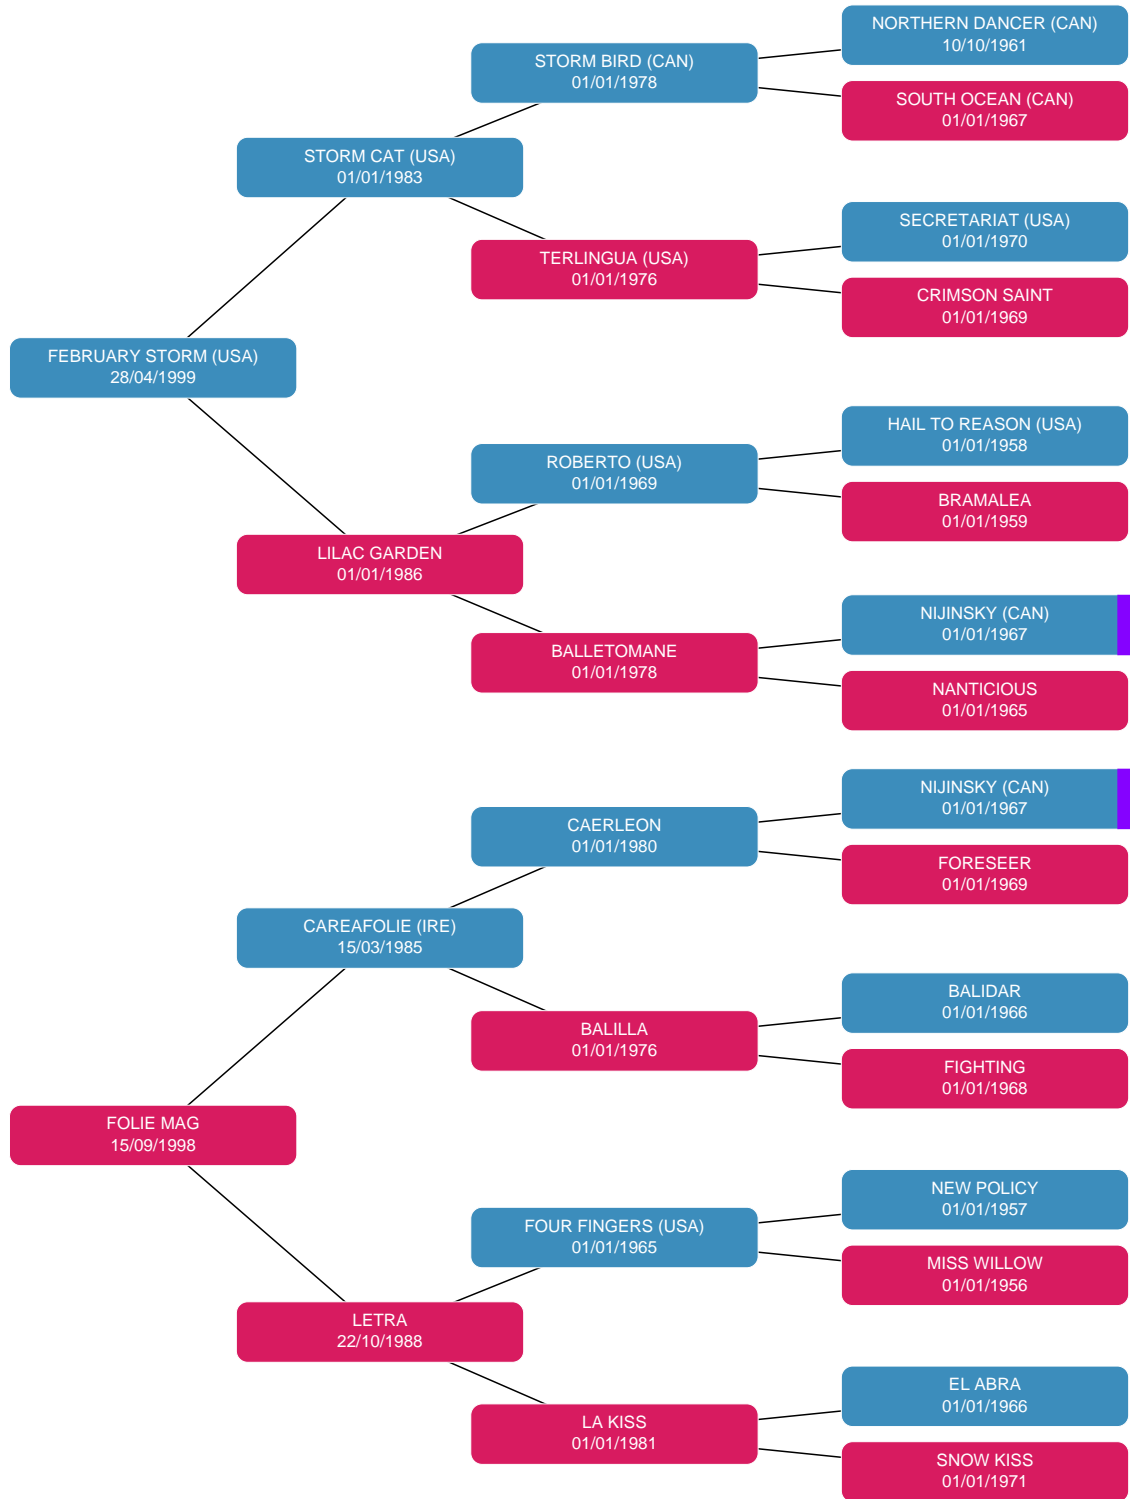 NORTHERN DANCER (CAN)
10/10/1961
STORM BIRD (CAN)
01/01/1978
SOUTH OCEAN (CAN)
01/01/1967
STORM CAT (USA)
01/01/1983
SECRETARIAT (USA)
01/01/1970
TERLINGUA (USA)
01/01/1976
CRIMSON SAINT
01/01/1969
FEBRUARY STORM (USA)
28/04/1999
HAIL TO REASON (USA)
01/01/1958
ROBERTO (USA)
01/01/1969
BRAMALEA
01/01/1959
LILAC GARDEN
01/01/1986
NIJINSKY (CAN)
01/01/1967
BALLETOMANE
01/01/1978
NANTICIOUS
01/01/1965
NIJINSKY (CAN)
01/01/1967
CAERLEON
01/01/1980
FORESEER
01/01/1969
CAREAFOLIE (IRE)
15/03/1985
BALIDAR
01/01/1966
BALILLA
01/01/1976
FIGHTING
01/01/1968
FOLIE MAG
15/09/1998
NEW POLICY
01/01/1957
FOUR FINGERS (USA)
01/01/1965
MISS WILLOW
01/01/1956
LETRA
22/10/1988
EL ABRA
01/01/1966
LA KISS
01/01/1981
SNOW KISS
01/01/1971